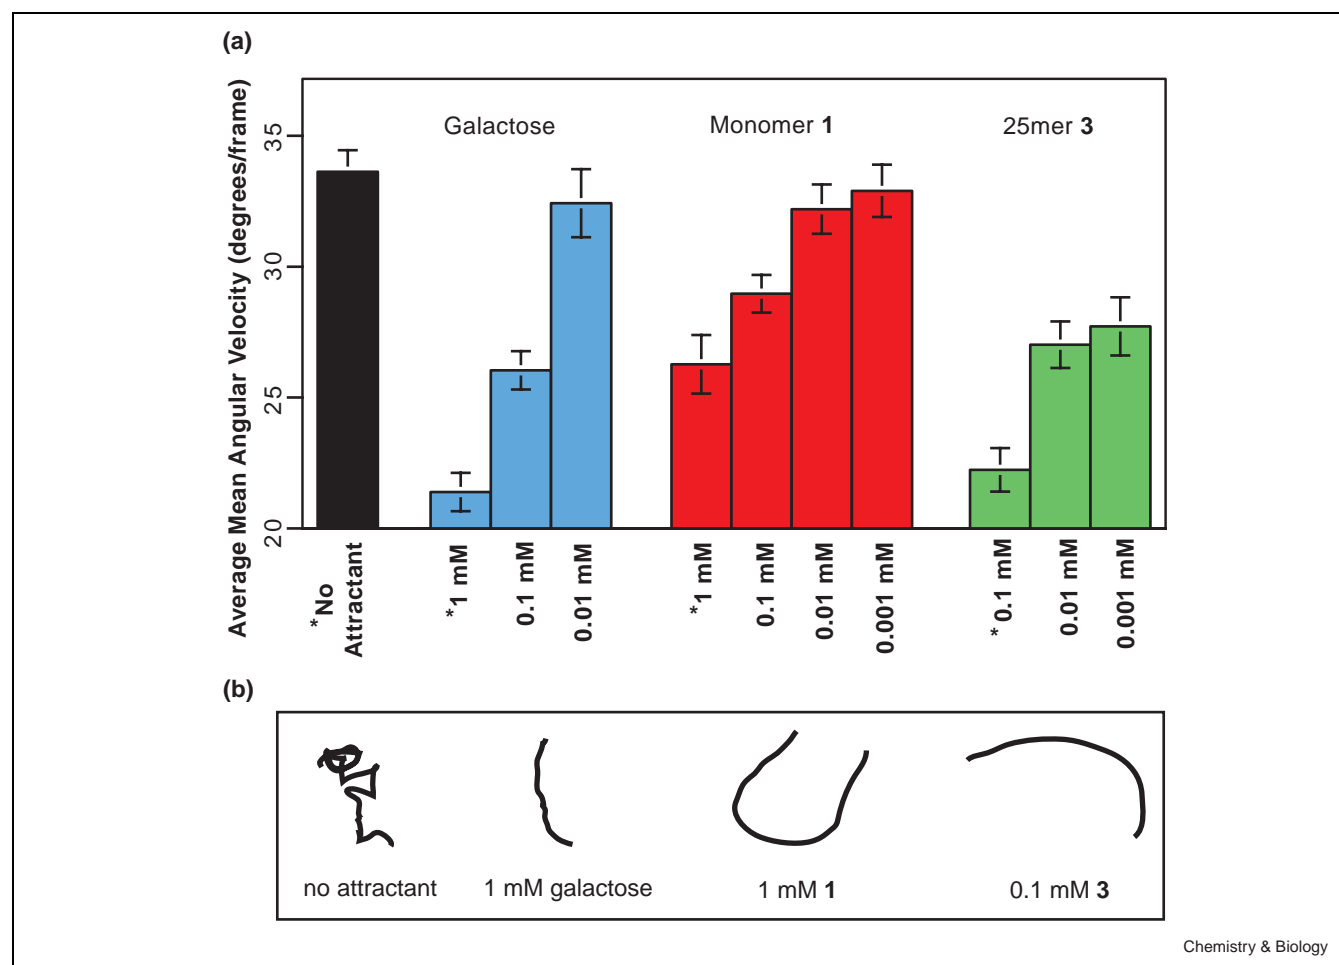 (a)
Average Mean Angular Velocity (degrees/frame)
35
30
25
20
Galactose
Monomer 1
25mer 3
*No
Attractant
*1 mM
0.1 mM
0.01 mM
*1 mM
0.1 mM
0.01 mM
0.001 mM
*0.1 mM
0.01 mM
0.001 mM
(b)
no attractant
1 mM galactose
1 mM 1
0.1 mM 3
Chemistry & Biology